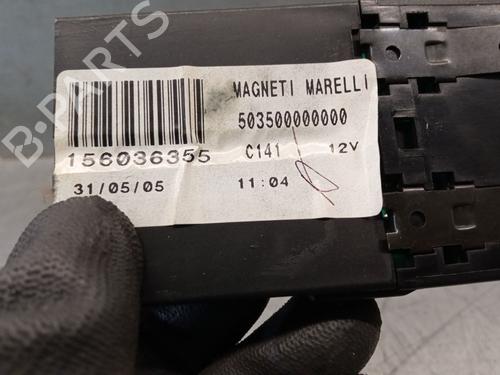 MAGNETI MARELLI
503500000000
156036355
C141 12V
31/05/05 11:04
B-PARTS